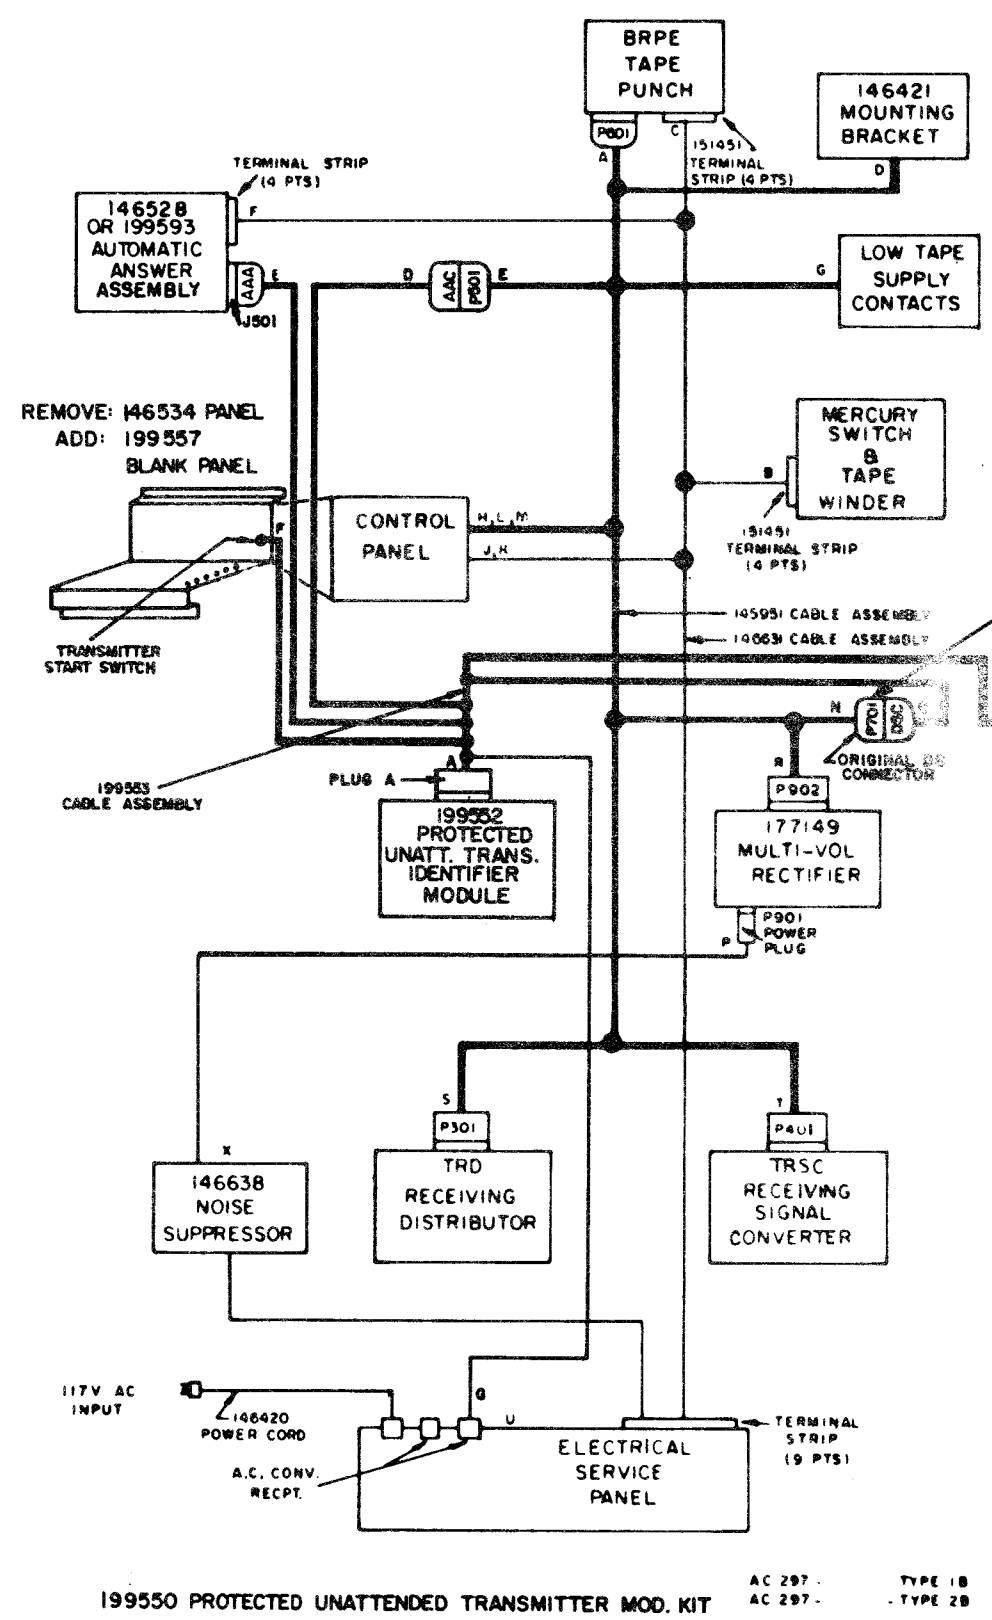 BRPE
TAPE
PUNCH
P601
A
C
151451
TERMINAL
STRIP (4 PTS)
146421
MOUNTING
BRACKET
D
TERMINAL STRIP
(4 PTS)
146528
OR 199593
AUTOMATIC
ANSWER
ASSEMBLY
F
AAA
E
J501
D
AAC
P501
E
G
LOW TAPE
SUPPLY
CONTACTS
REMOVE: 146534 PANEL
ADD: 199557
BLANK PANEL
F
TRANSMITTER
START SWITCH
CONTROL
PANEL
H, L, M
J, K
MERCURY
SWITCH
&
TAPE
WINDER
B
151451
TERMINAL STRIP
(4 PTS)
145951 CABLE ASSEMBLY
146631 CABLE ASSEMBLY
N
P701
DSC
C
ORIGINAL DS
CONNECTOR
199553
CABLE ASSEMBLY
A
PLUG A
199552
PROTECTED
UNATT. TRANS.
IDENTIFIER
MODULE
R
P902
177149
MULTI-VOL
RECTIFIER
P901
POWER
PLUG
P
S
P301
TRD
RECEIVING
DISTRIBUTOR
T
P401
TRSC
RECEIVING
SIGNAL
CONVERTER
X
146638
NOISE
SUPPRESSOR
117V AC
INPUT
146420
POWER CORD
A.C. CONV.
RECPT.
Q
U
TERMINAL
STRIP
(9 PTS)
ELECTRICAL
SERVICE
PANEL
199550 PROTECTED UNATTENDED TRANSMITTER MOD. KIT
AC 297 - TYPE 1B
AC 297 - - TYPE 2B